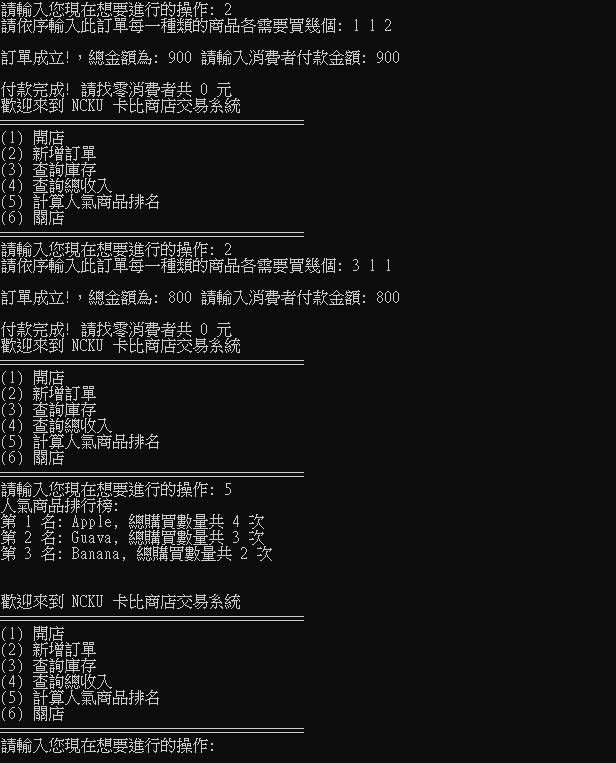 請輸入您現在想要進行的操作: 2
請依序輸入此訂單每一種類的商品各需要買幾個: 1 1 2
訂單成立!，總金額為: 900 請輸入消費者付款金額: 900
付款完成! 請找零消費者共 0 元
歡迎來到 NCKU 卡比商店交易系統
(1) 開店
(2) 新增訂單
(3) 查詢庫存
(4) 查詢總收入
(5) 計算人氣商品排名
(6) 關店
請輸入您現在想要進行的操作: 2
請依序輸入此訂單每一種類的商品各需要買幾個: 3 1 1
訂單成立!，總金額為: 800 請輸入消費者付款金額: 800
付款完成! 請找零消費者共 0 元
歡迎來到 NCKU 卡比商店交易系統
(1) 開店
(2) 新增訂單
(3) 查詢庫存
(4) 查詢總收入
(5) 計算人氣商品排名
(6) 關店
請輸入您現在想要進行的操作: 5
人氣商品排行榜:
第 1 名: Apple, 總購買數量共 4 次
第 2 名: Guava, 總購買數量共 3 次
第 3 名: Banana, 總購買數量共 2 次
歡迎來到 NCKU 卡比商店交易系統
(1) 開店
(2) 新增訂單
(3) 查詢庫存
(4) 查詢總收入
(5) 計算人氣商品排名
(6) 關店
請輸入您現在想要進行的操作: